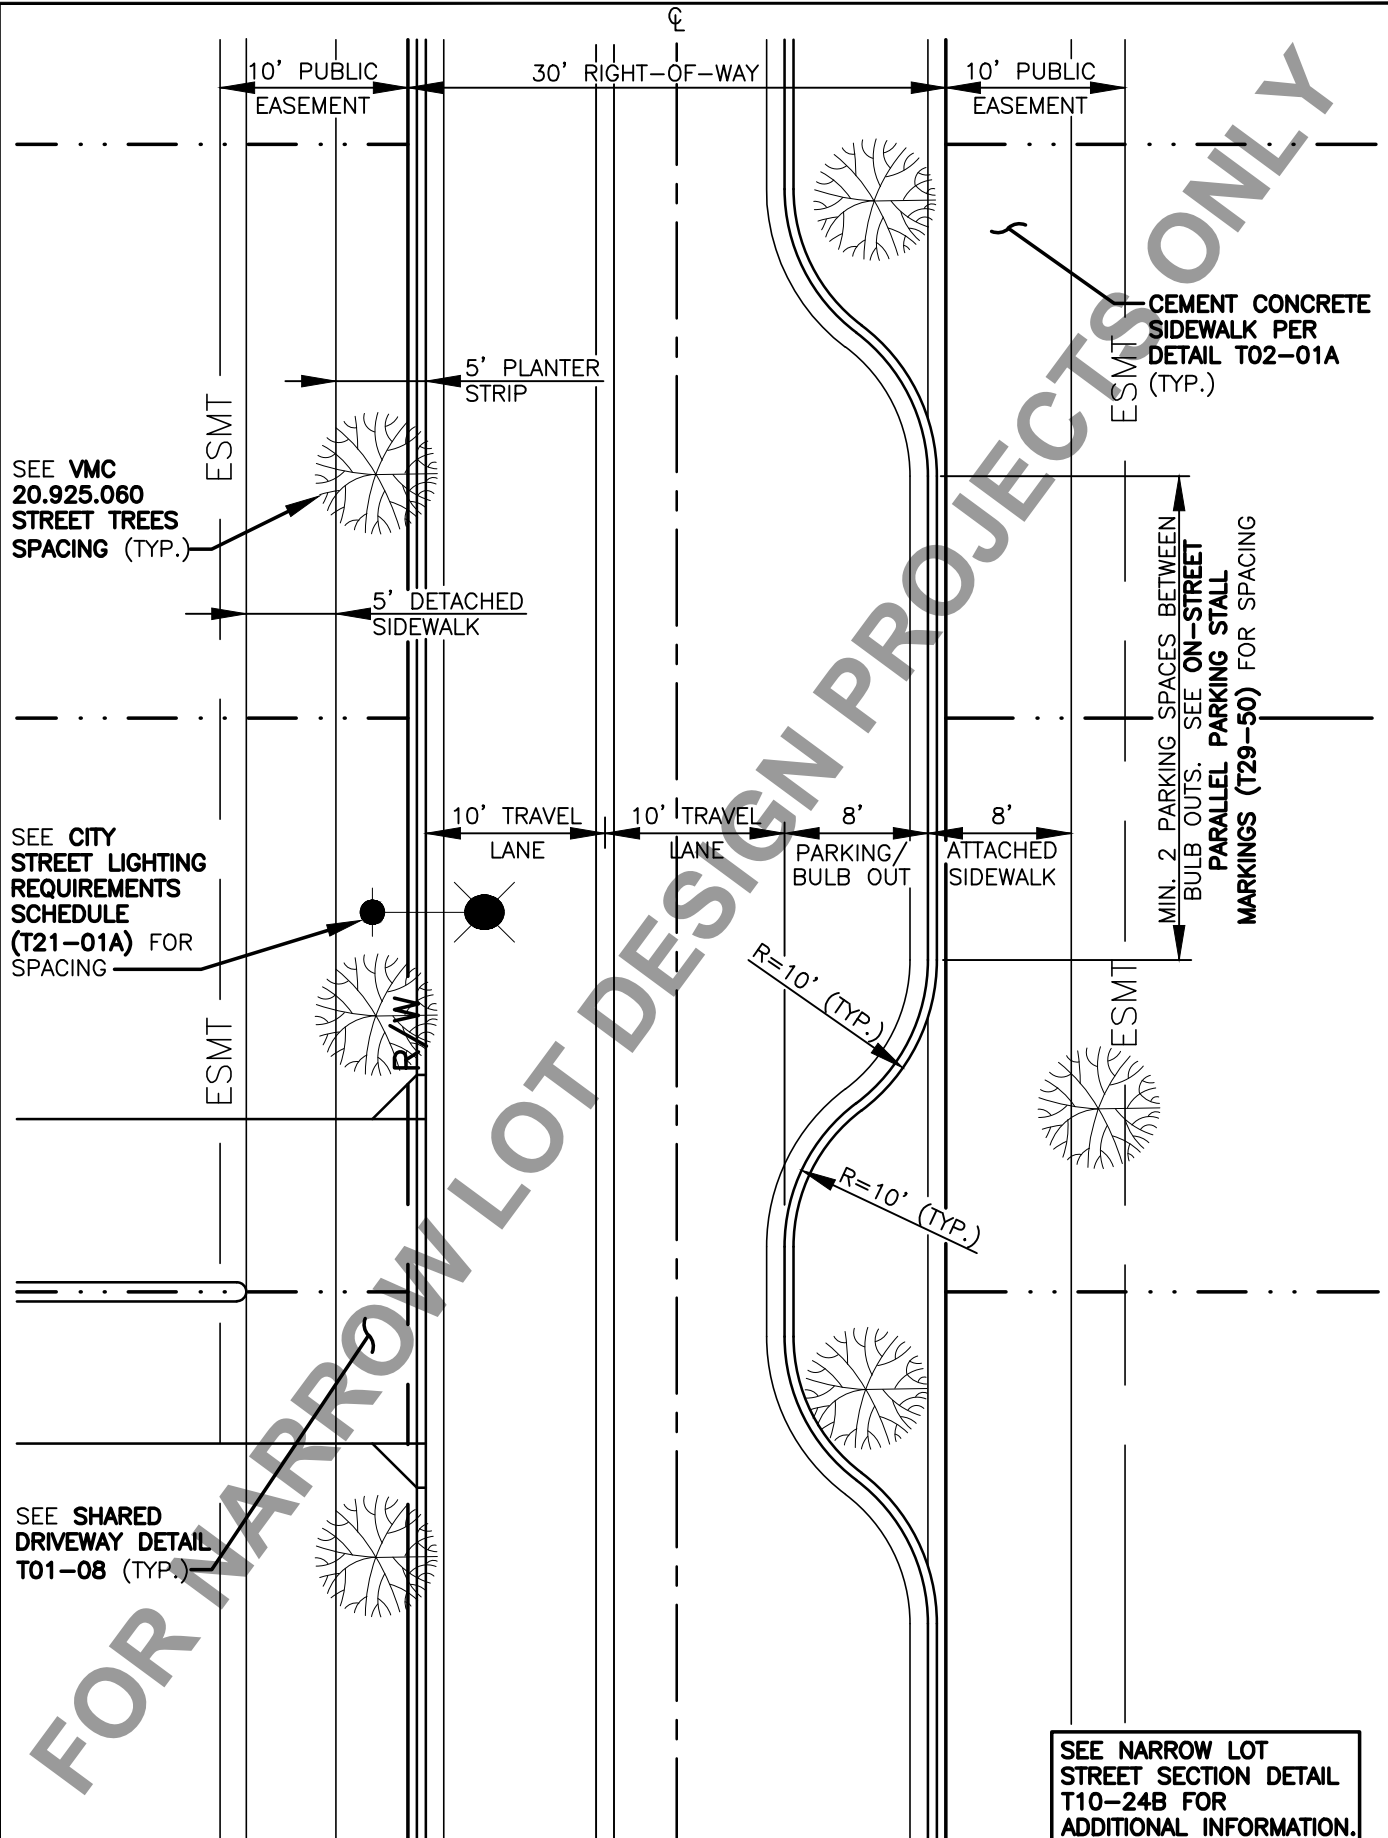 ℄
10' PUBLIC
EASEMENT
30' RIGHT-OF-WAY
10' PUBLIC
EASEMENT
CEMENT CONCRETE
SIDEWALK PER
DETAIL T02-01A
(TYP.)
5' PLANTER
STRIP
ESMT
ESMT
SEE VMC
20.925.060
STREET TREES
SPACING (TYP.)
5' DETACHED
SIDEWALK
MIN. 2 PARKING SPACES BETWEEN
BULB OUTS. SEE ON-STREET
PARALLEL PARKING STALL
MARKINGS (T29-50) FOR SPACING
10' TRAVEL
LANE
10' TRAVEL
LANE
8'
PARKING/
BULB OUT
8'
ATTACHED
SIDEWALK
SEE CITY
STREET LIGHTING
REQUIREMENTS
SCHEDULE
(T21-01A) FOR
SPACING
R=10' (TYP.)
R/W
ESMT
ESMT
R=10' (TYP.)
SEE SHARED
DRIVEWAY DETAIL
T01-08 (TYP.)
FOR NARROW LOT DESIGN PROJECTS ONLY
SEE NARROW LOT
STREET SECTION DETAIL
T10-24B FOR
ADDITIONAL INFORMATION.